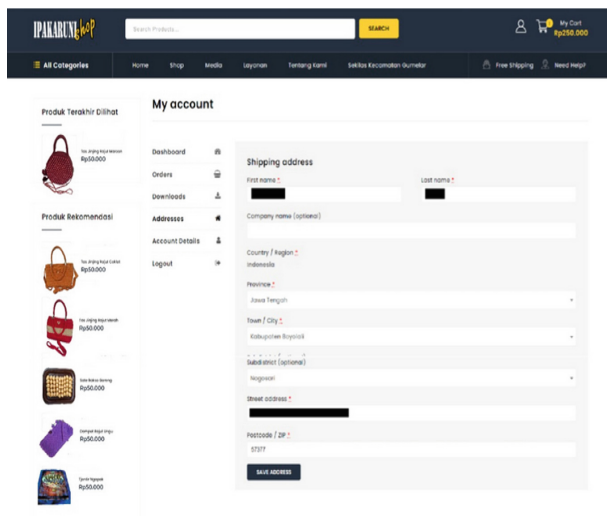 IPAKARUNIshop
Search Products...
SEARCH
My Cart
Rp250.000
All Categories
Home
Shop
Media
Layanan
Tentang Kami
Sekilas Kecamatan Gumelar
Free Shipping
Need Help?
Produk Terakhir Dilihat
Rp50.000
Produk Rekomendasi
Rp50.000
Rp50.000
Rp50.000
Rp50.000
Rp50.000
My account
Dashboard
Orders
Downloads
Addresses
Account Details
Logout
Shipping address
First name *
Last name *
Company name (optional)
Country / Region *
Indonesia
Province *
Jawa Tengah
Town / City *
Kabupaten Boyolali
Subdistrict (optional)
Nogosari
Street address *
Postcode / ZIP *
57377
SAVE ADDRESS